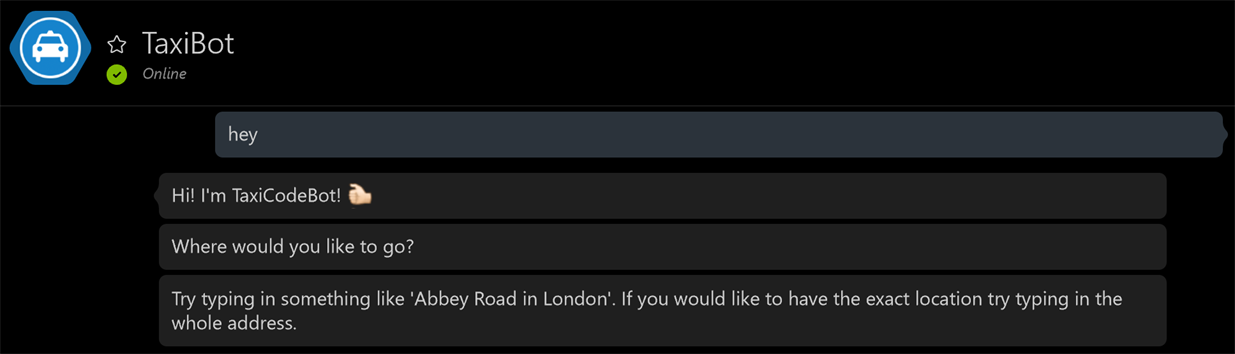 TaxiBot
Online
hey
Hi! I'm TaxiCodeBot!
Where would you like to go?
Try typing in something like 'Abbey Road in London'. If you would like to have the exact location try typing in the
whole address.